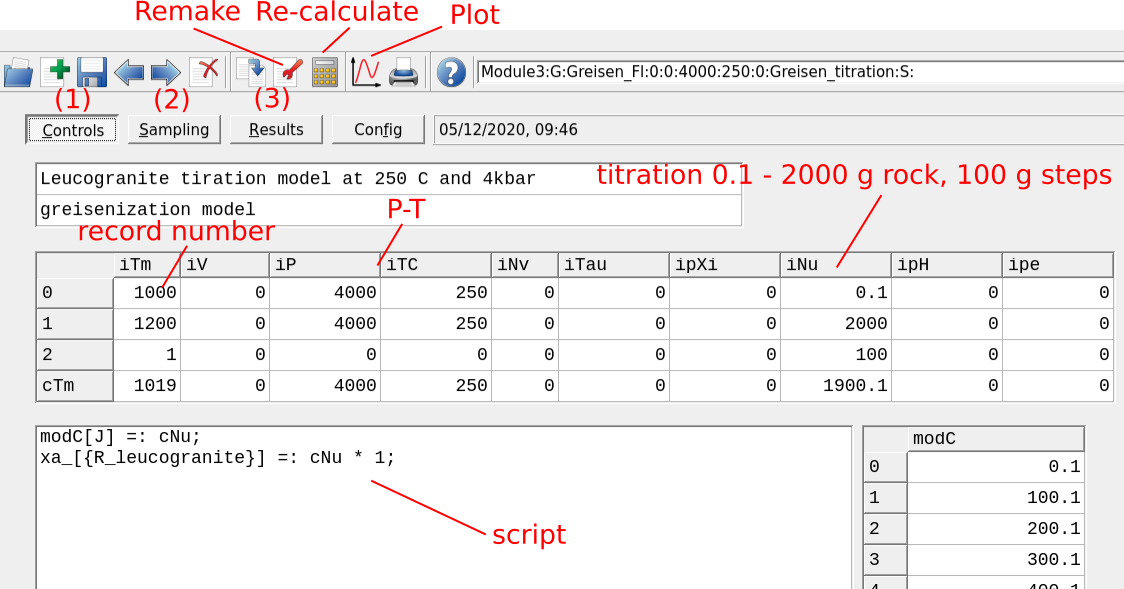 Remake Re-calculate Plot
Module3:G:Greisen_Fl:0:0:4000:250:0:Greisen_titration:S:
(1) (2) (3)
Controls Sampling Results Config 05/12/2020, 09:46
Leucogranite tiration model at 250 C and 4kbar
titration 0.1 - 2000 g rock, 100 g steps
greisenization model
P-T
record number
iTm iV iP iTC iNv iTau ipXi iNu ipH ipe
0 1000 0 4000 250 0 0 0 0.1 0 0
1 1200 0 4000 250 0 0 0 2000 0 0
2 1 0 0 0 0 0 0 100 0 0
cTm 1019 0 4000 250 0 0 0 1900.1 0 0
modC[J] =: cNu;
xa_[{R_leucogranite}] =: cNu * 1;
script
modC
0 0.1
1 100.1
2 200.1
3 300.1
4 400.1